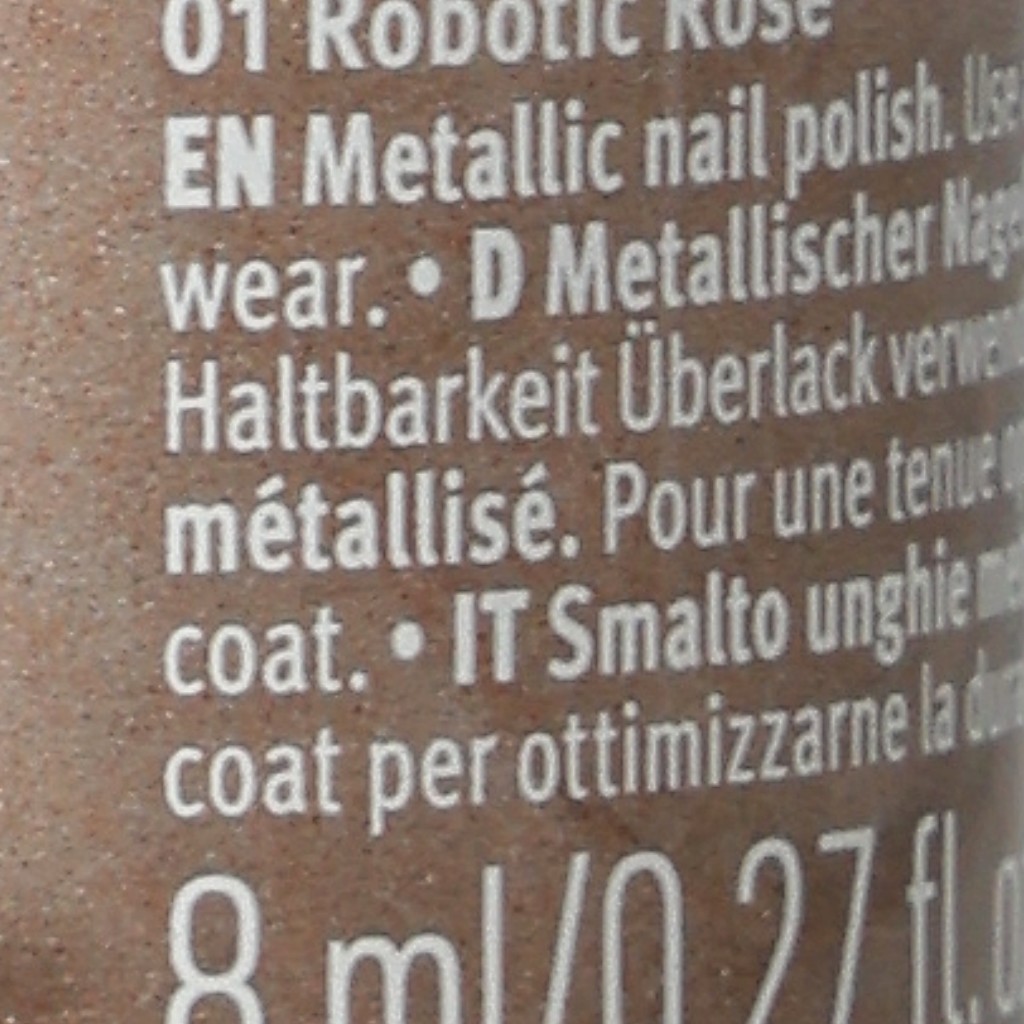 01 Robotic Rose
EN Metallic nail polish. Use
wear. • D Metallischer
Haltbarkeit Überlack
métallisé. Pour une tenue
coat. • IT Smalto unghie
coat per ottimizzarne la
8 ml/0.27 fl.